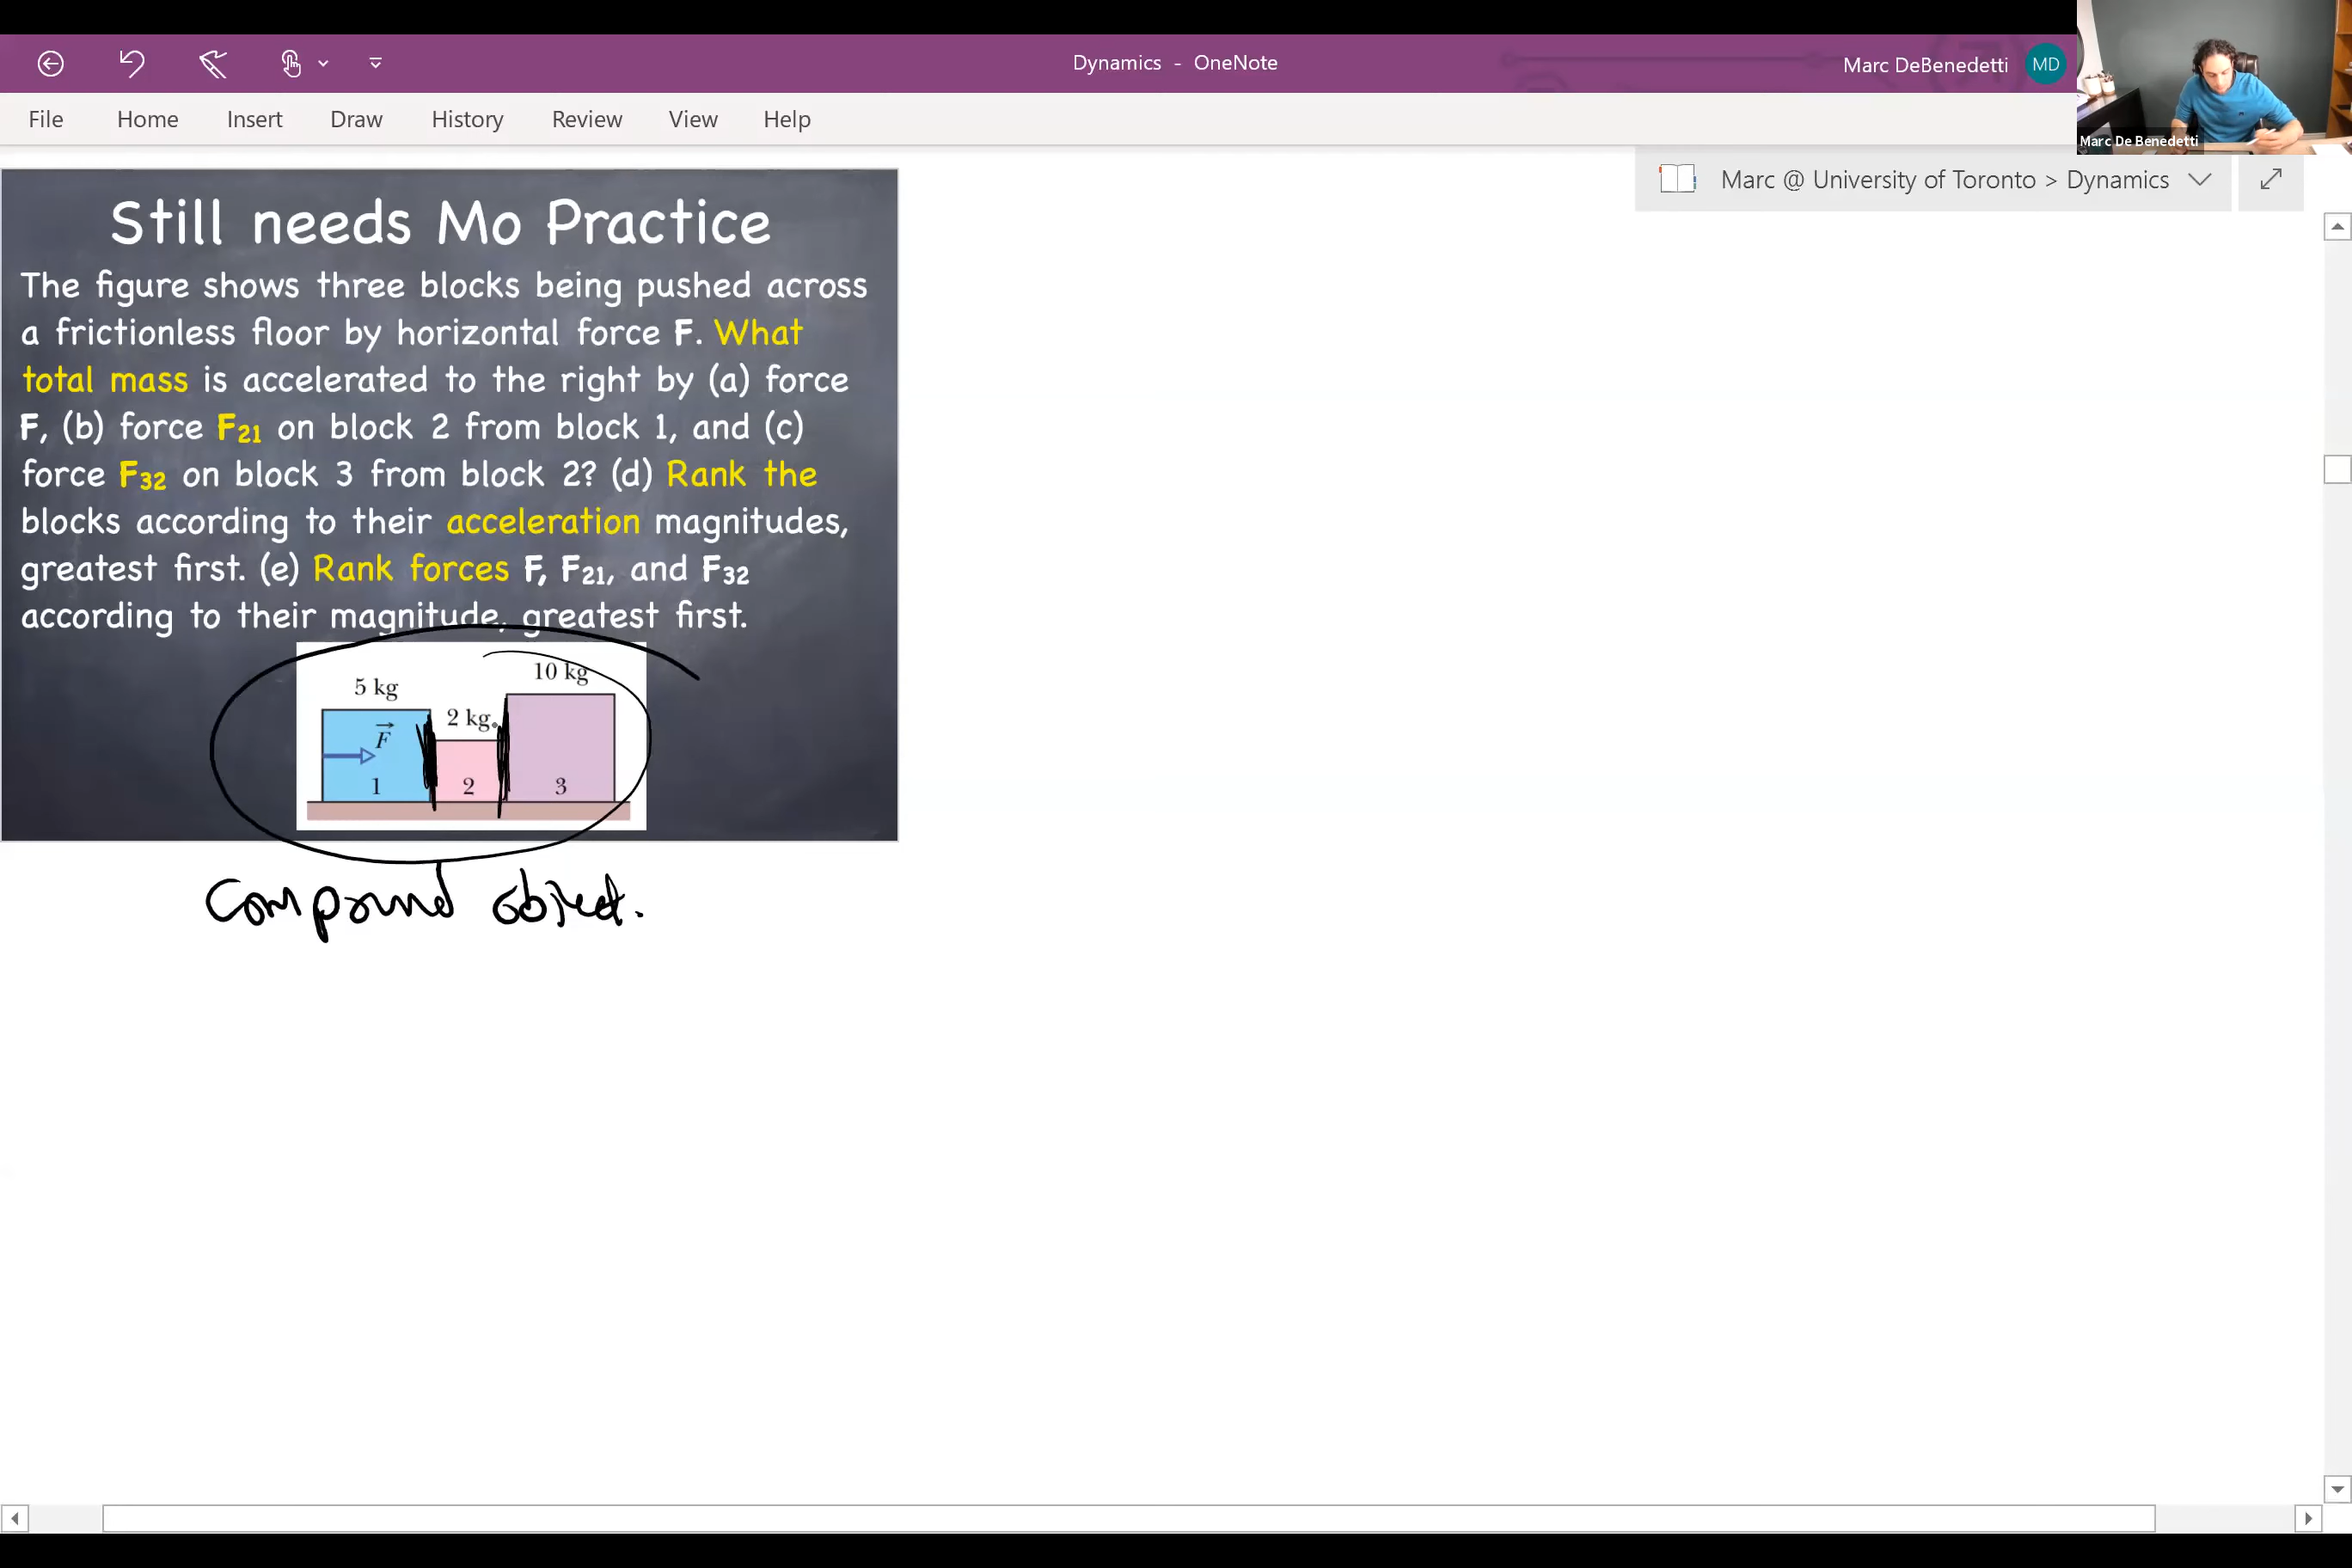 Dynamics - OneNote
Marc DeBenedetti MD
File Home Insert Draw History Review View Help
Marc De Benedetti
Marc @ University of Toronto > Dynamics
Still needs Mo Practice
The figure shows three blocks being pushed across
a frictionless floor by horizontal force F. What
total mass is accelerated to the right by (a) force
F, (b) force F21 on block 2 from block 1, and (c)
force F32 on block 3 from block 2? (d) Rank the
blocks according to their acceleration magnitudes,
greatest first. (e) Rank forces F, F21, and F32
according to their magnitude, greatest first.
10 kg
5 kg
2 kg
F
1 2 3
Compound object.